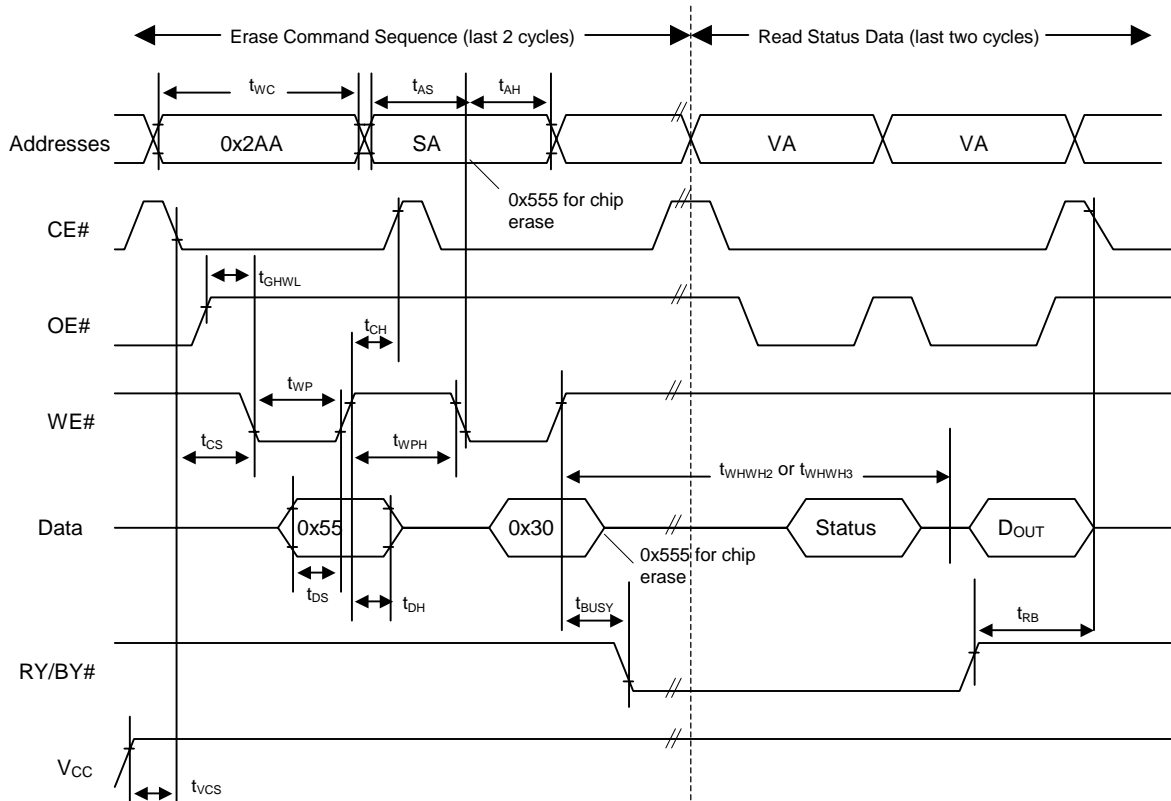 Erase Command Sequence (last 2 cycles)
Read Status Data (last two cycles)
tWC
tAS
tAH
Addresses
0x2AA
SA
VA
VA
0x555 for chip
erase
CE#
tGHWL
OE#
tCH
tWP
WE#
tCS
tWPH
tWHWH2 or tWHWH3
Data
0x55
0x30
Status
DOUT
0x555 for chip
erase
tDS
tDH
tBUSY
tRB
RY/BY#
VCC
tVCS